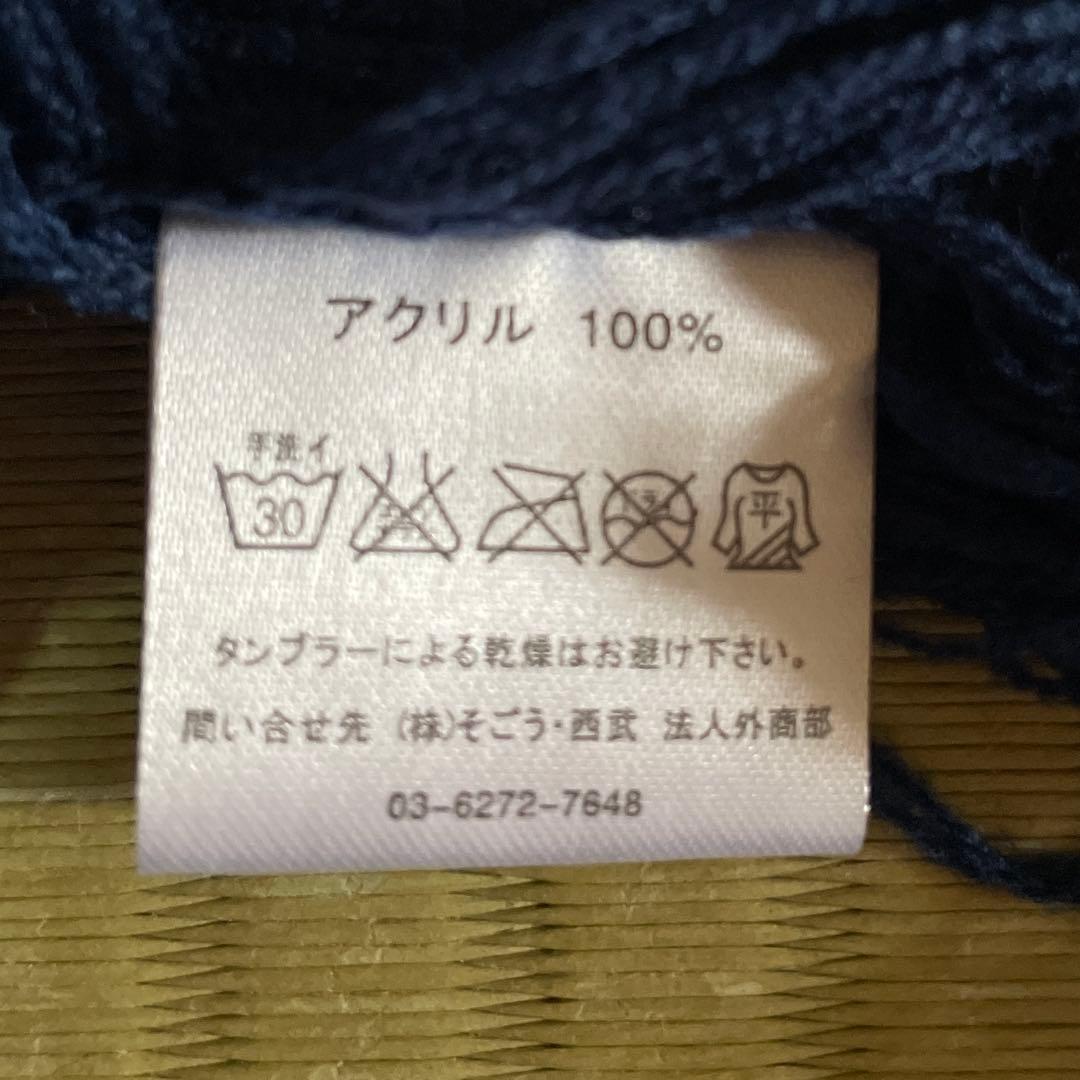 アクリル 100%
手洗イ
30
平
タンブラーによる乾燥はお避け下さい。
問い合せ先 (株)そごう・西武 法人外商部
03-6272-7648